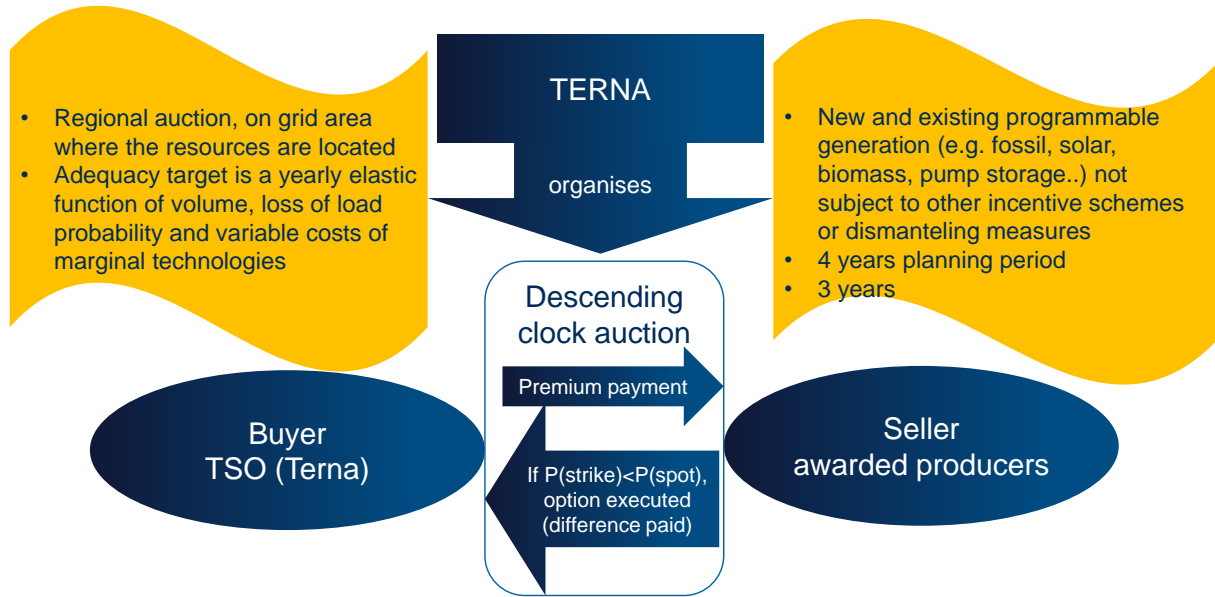 TERNA
organises
• Regional auction, on grid area
where the resources are located
• Adequacy target is a yearly elastic
function of volume, loss of load
probability and variable costs of
marginal technologies
• New and existing programmable
generation (e.g. fossil, solar,
biomass, pump storage..) not
subject to other incentive schemes
or dismanteling measures
• 4 years planning period
• 3 years
Descending
clock auction
Premium payment
If P(strike)<P(spot),
option executed
(difference paid)
Buyer
TSO (Terna)
Seller
awarded producers